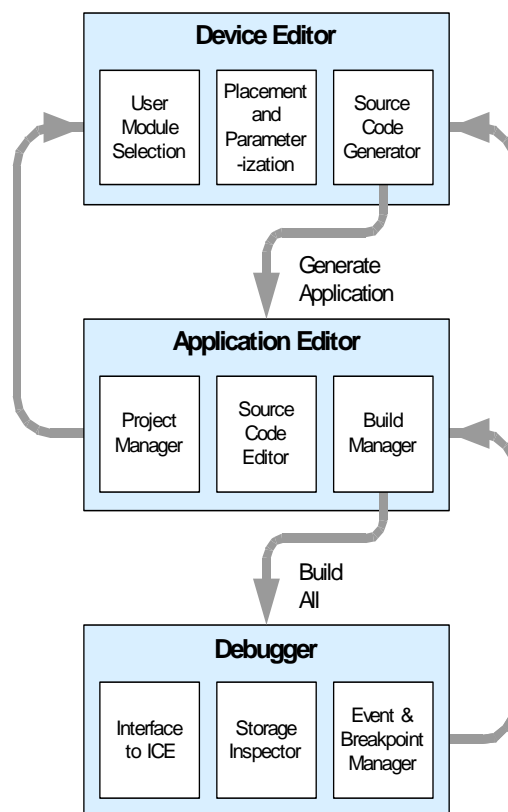 Device Editor
User
Module
Selection
Placement
and
Parameter
-ization
Source
Code
Generator
Generate
Application
Application Editor
Project
Manager
Source
Code
Editor
Build
Manager
Build
All
Debugger
Interface
to ICE
Storage
Inspector
Event &
Breakpoint
Manager